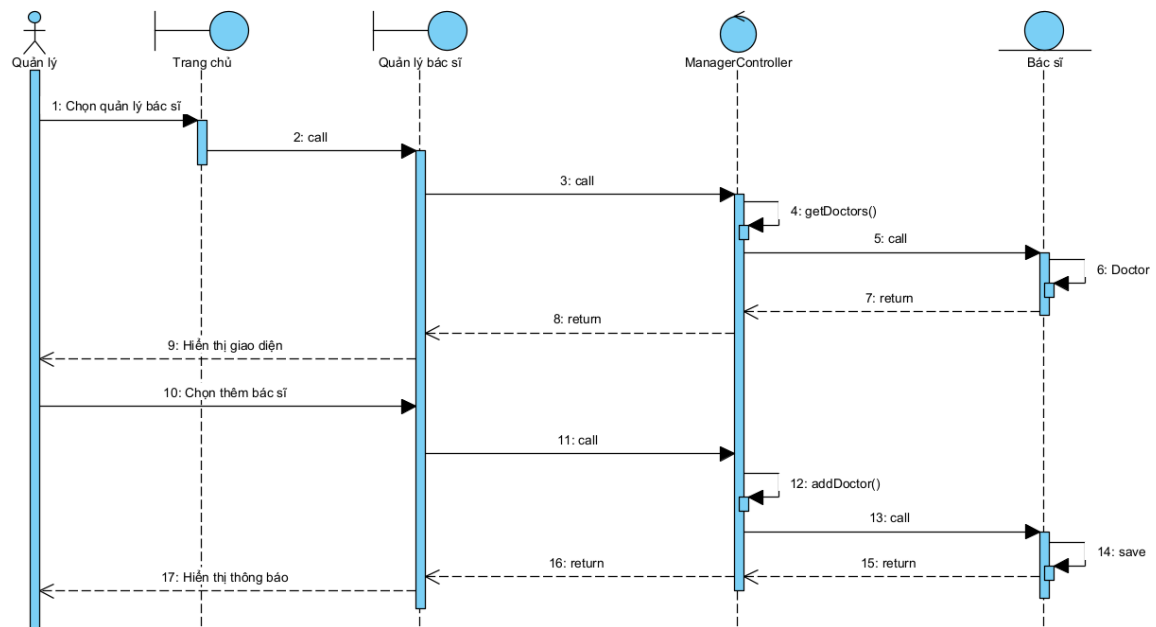 Quản lý
Trang chủ
Quản lý bác sĩ
ManagerController
Bác sĩ
1: Chọn quản lý bác sĩ
2: call
3: call
4: getDoctors()
5: call
6: Doctor
7: return
8: return
9: Hiển thị giao diện
10: Chọn thêm bác sĩ
11: call
12: addDoctor()
13: call
14: save
15: return
16: return
17: Hiển thị thông báo